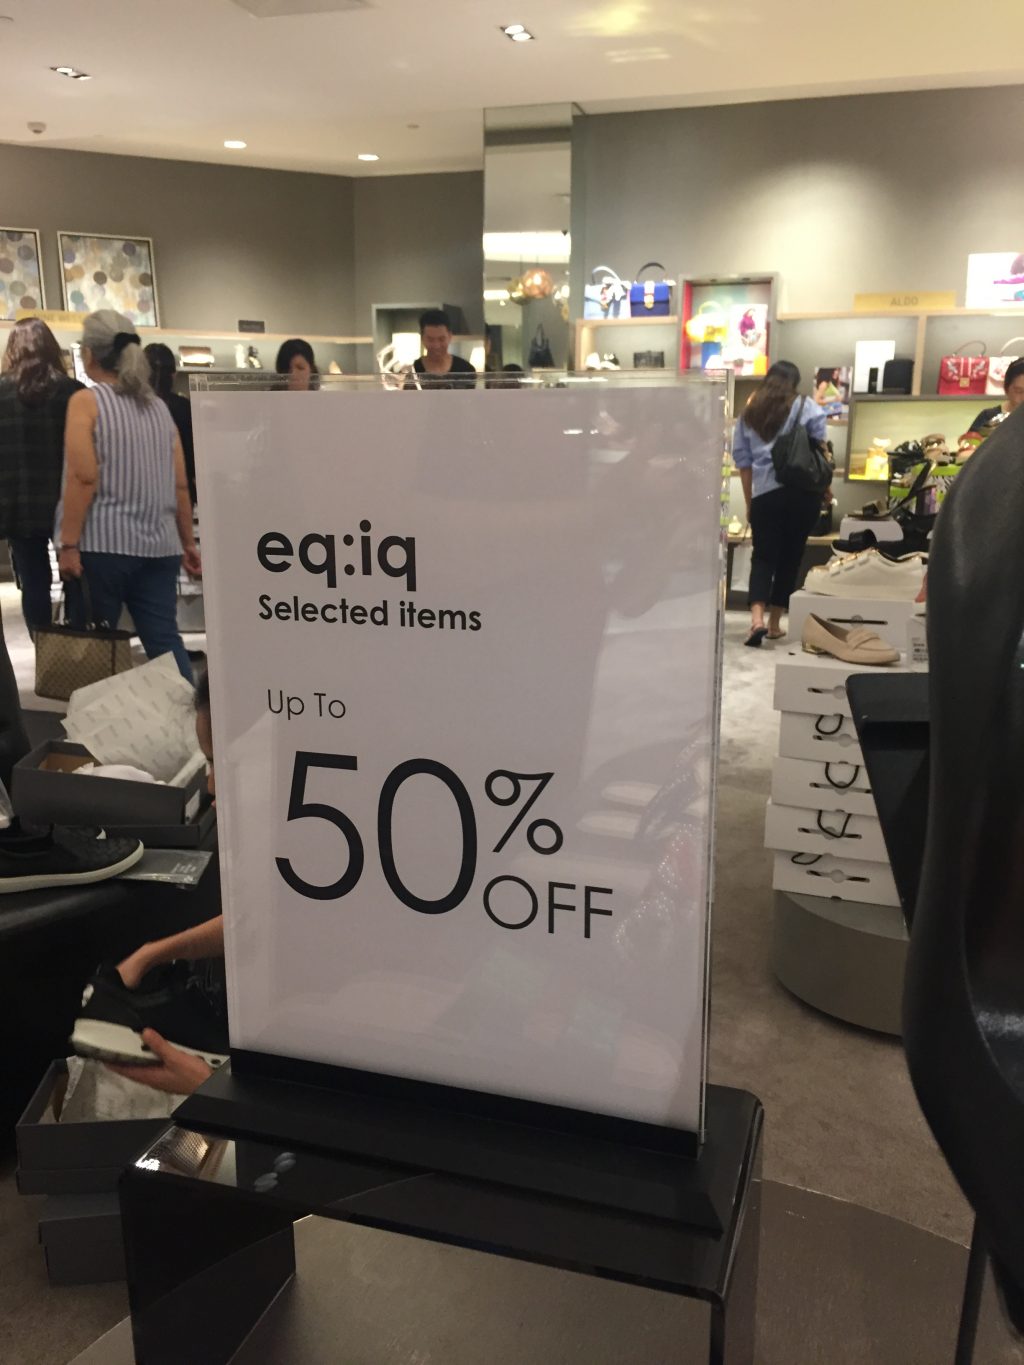 ALDO
eq:iq
Selected items
Up To
50%
OFF